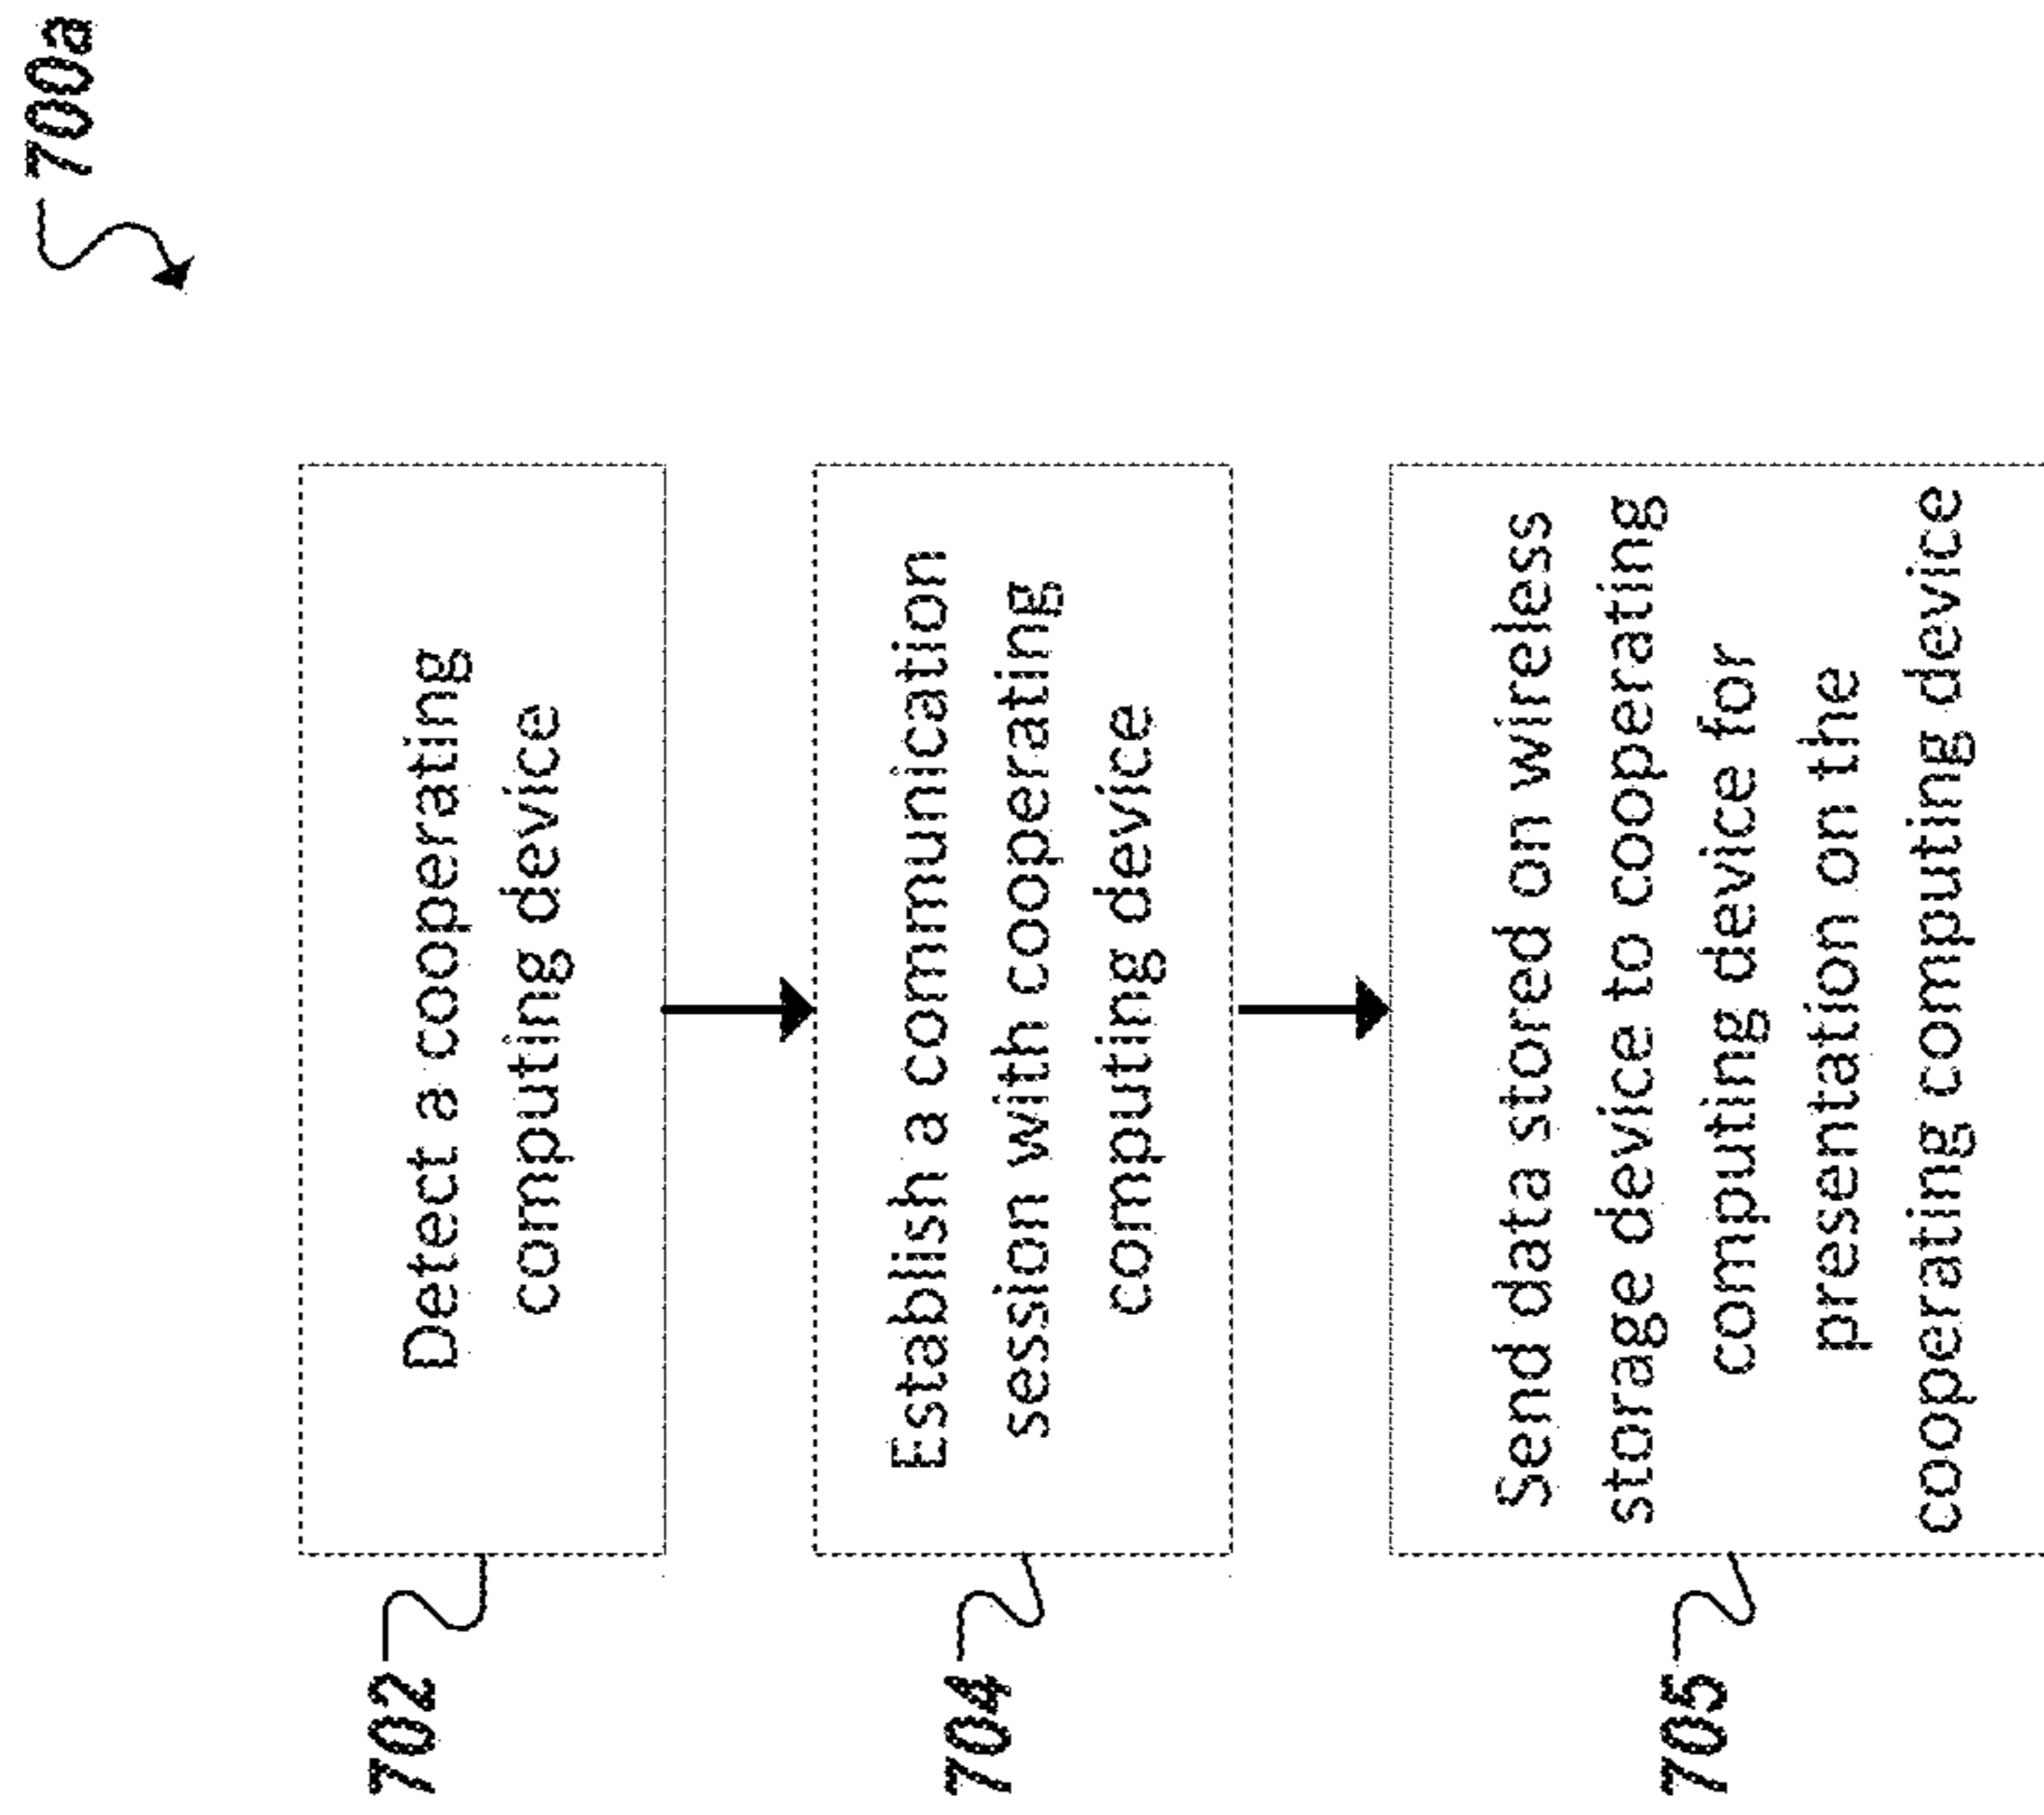 700a
702
Detect a cooperating
computing device
704
Establish a communication
session with cooperating
computing device
705
Send data stored on wireless
storage device to cooperating
computing device for
presentation on the
cooperating computing device